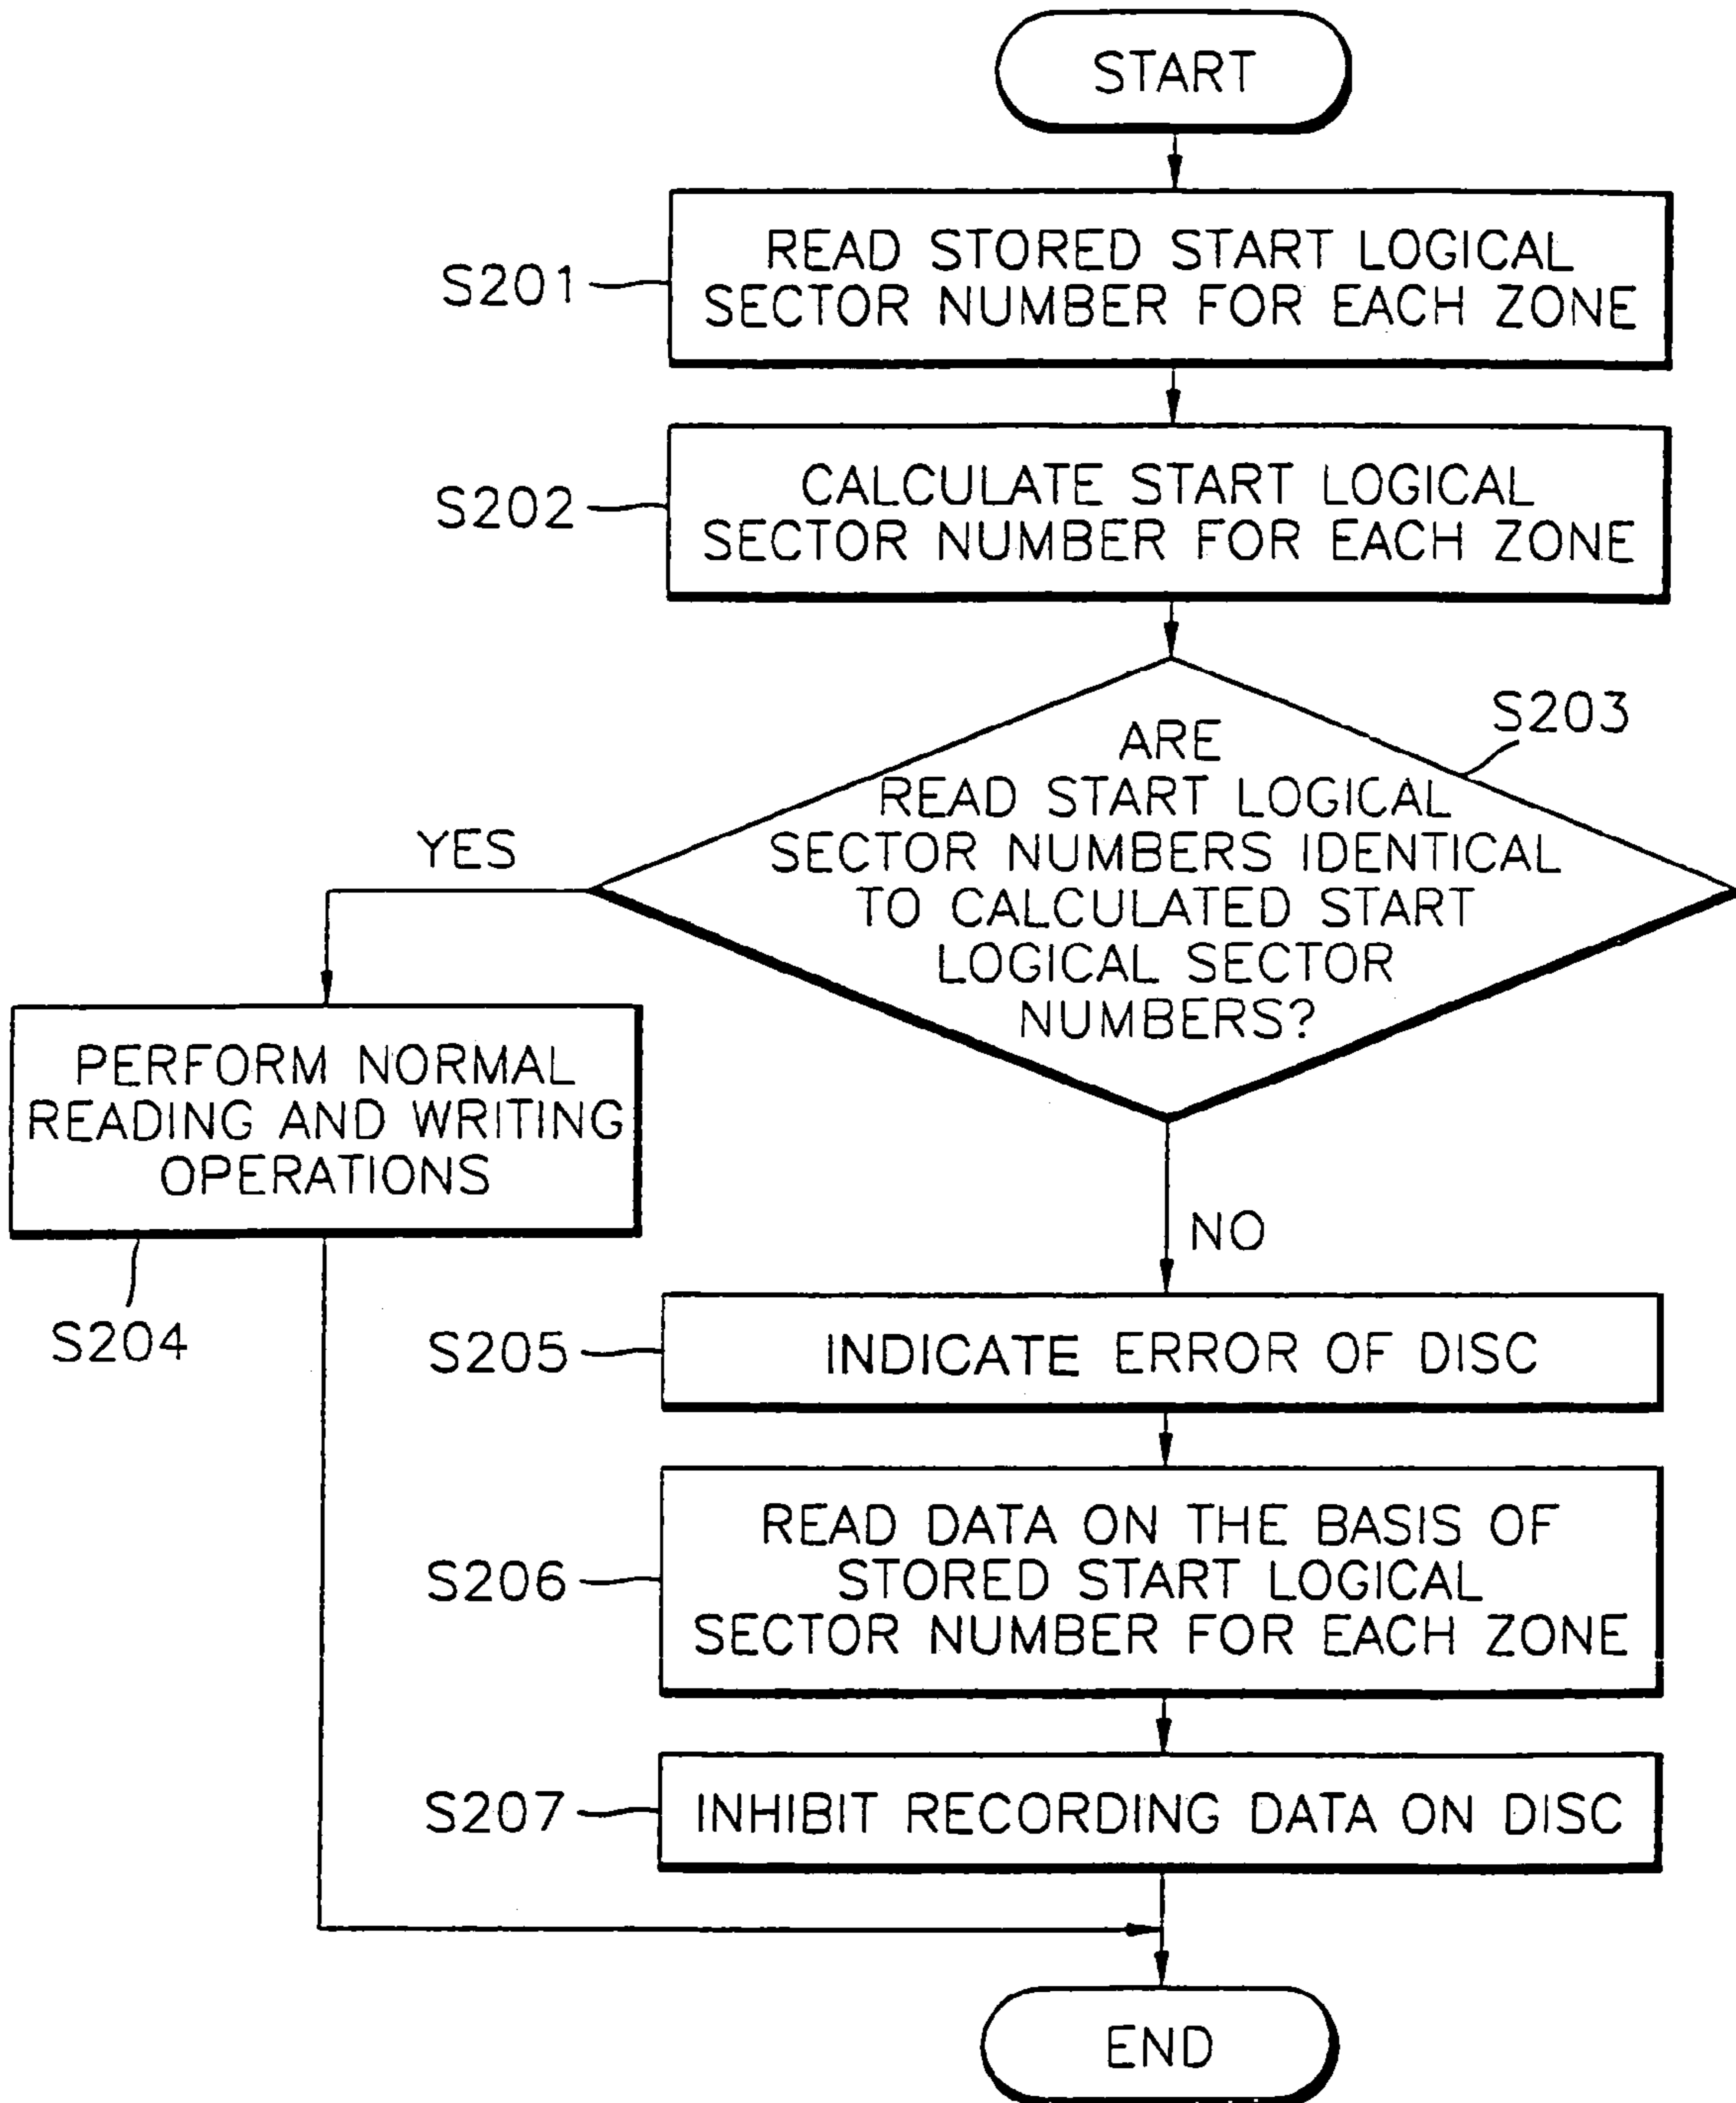 START
READ STORED START LOGICAL
SECTOR NUMBER FOR EACH ZONE
S201
CALCULATE START LOGICAL
SECTOR NUMBER FOR EACH ZONE
S202
S203
ARE
READ START LOGICAL
SECTOR NUMBERS IDENTICAL
TO CALCULATED START
LOGICAL SECTOR
NUMBERS?
YES
PERFORM NORMAL
READING AND WRITING
OPERATIONS
S204
NO
S205
INDICATE ERROR OF DISC
READ DATA ON THE BASIS OF
STORED START LOGICAL
SECTOR NUMBER FOR EACH ZONE
S206
S207
INHIBIT RECORDING DATA ON DISC
END